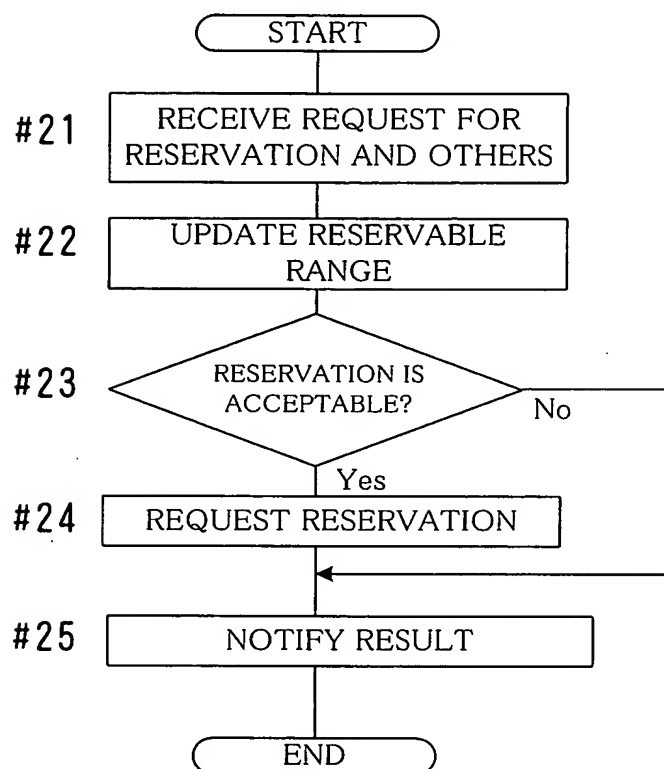 START
#21
RECEIVE REQUEST FOR
RESERVATION AND OTHERS
#22
UPDATE RESERVABLE
RANGE
#23
RESERVATION IS
ACCEPTABLE?
No
Yes
#24
REQUEST RESERVATION
#25
NOTIFY RESULT
END